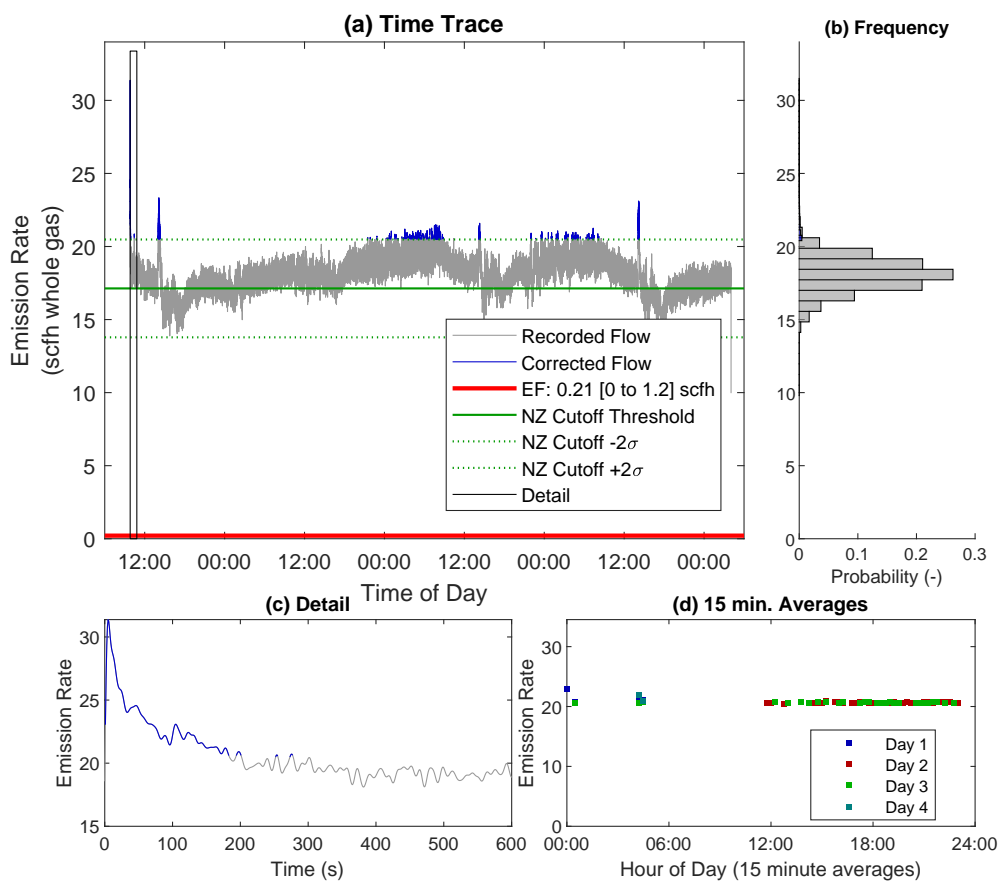 (a) Time Trace
(b) Frequency
Emission Rate
(scfh whole gas)
30
25
20
15
10
5
0
12:00 00:00 12:00 00:00 12:00 00:00 12:00 00:00
Time of Day
Recorded Flow
Corrected Flow
EF: 0.21 [0 to 1.2] scfh
NZ Cutoff Threshold
NZ Cutoff -2σ
NZ Cutoff +2σ
Detail
30
25
20
15
10
5
0
0 0.1 0.2 0.3
Probability (-)
(c) Detail
Emission Rate
30
25
20
15
0 100 200 300 400 500 600
Time (s)
(d) 15 min. Averages
Emission Rate
30
20
10
0
00:00 06:00 12:00 18:00 24:00
Hour of Day (15 minute averages)
Day 1
Day 2
Day 3
Day 4